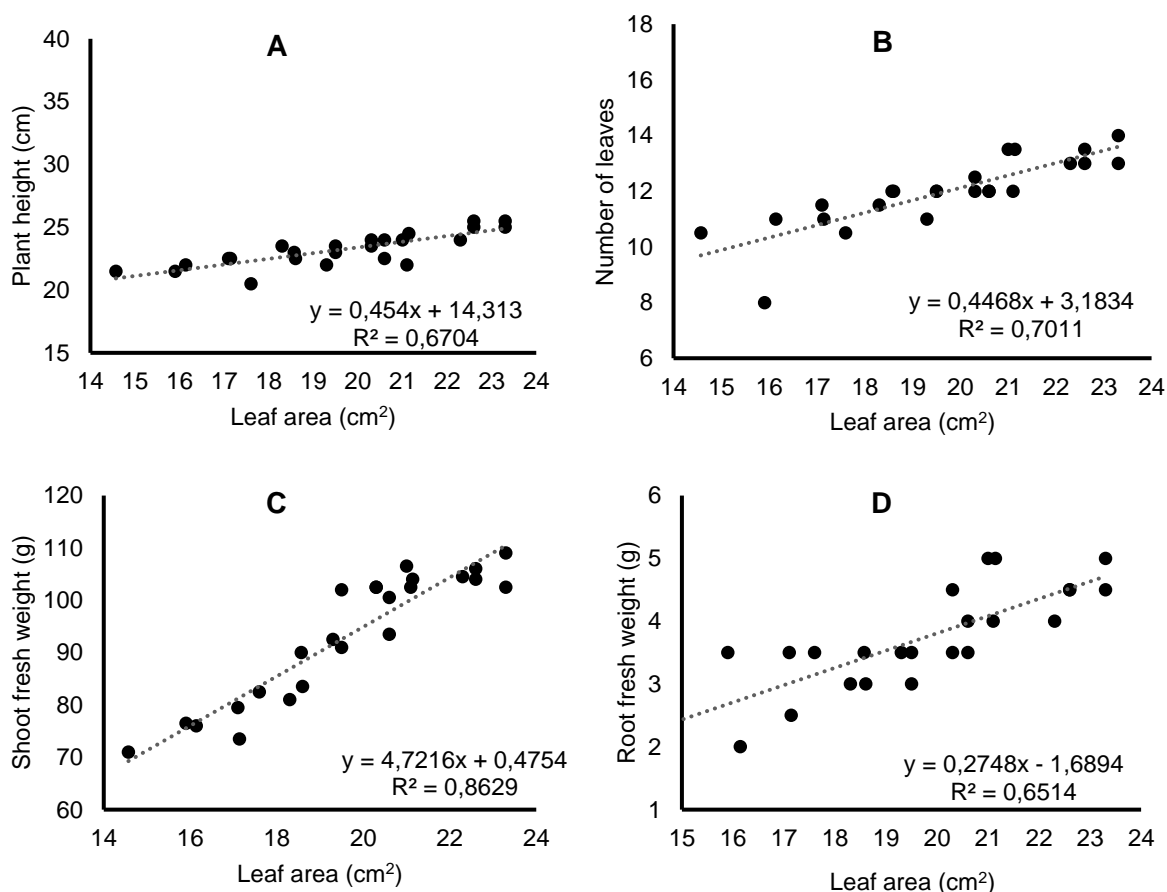 A
Plant height (cm)
40
35
30
25
20
15
y = 0,454x + 14,313
R² = 0,6704
14 15 16 17 18 19 20 21 22 23 24
Leaf area (cm²)
B
Number of leaves
18
16
14
12
10
8
6
y = 0,4468x + 3,1834
R² = 0,7011
14 15 16 17 18 19 20 21 22 23 24
Leaf area (cm²)
C
Shoot fresh weight (g)
120
110
100
90
80
70
60
y = 4,7216x + 0,4754
R² = 0,8629
14 16 18 20 22 24
Leaf area (cm²)
D
Root fresh weight (g)
6
5
4
3
2
1
y = 0,2748x - 1,6894
R² = 0,6514
15 16 17 18 19 20 21 22 23 24
Leaf area (cm²)